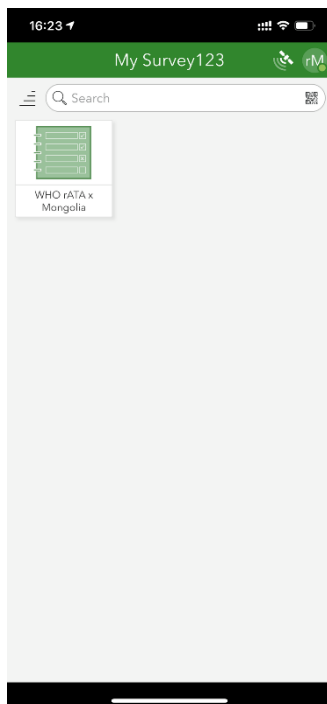 16:23
My Survey123
rM
Search
WHO rATA x
Mongolia